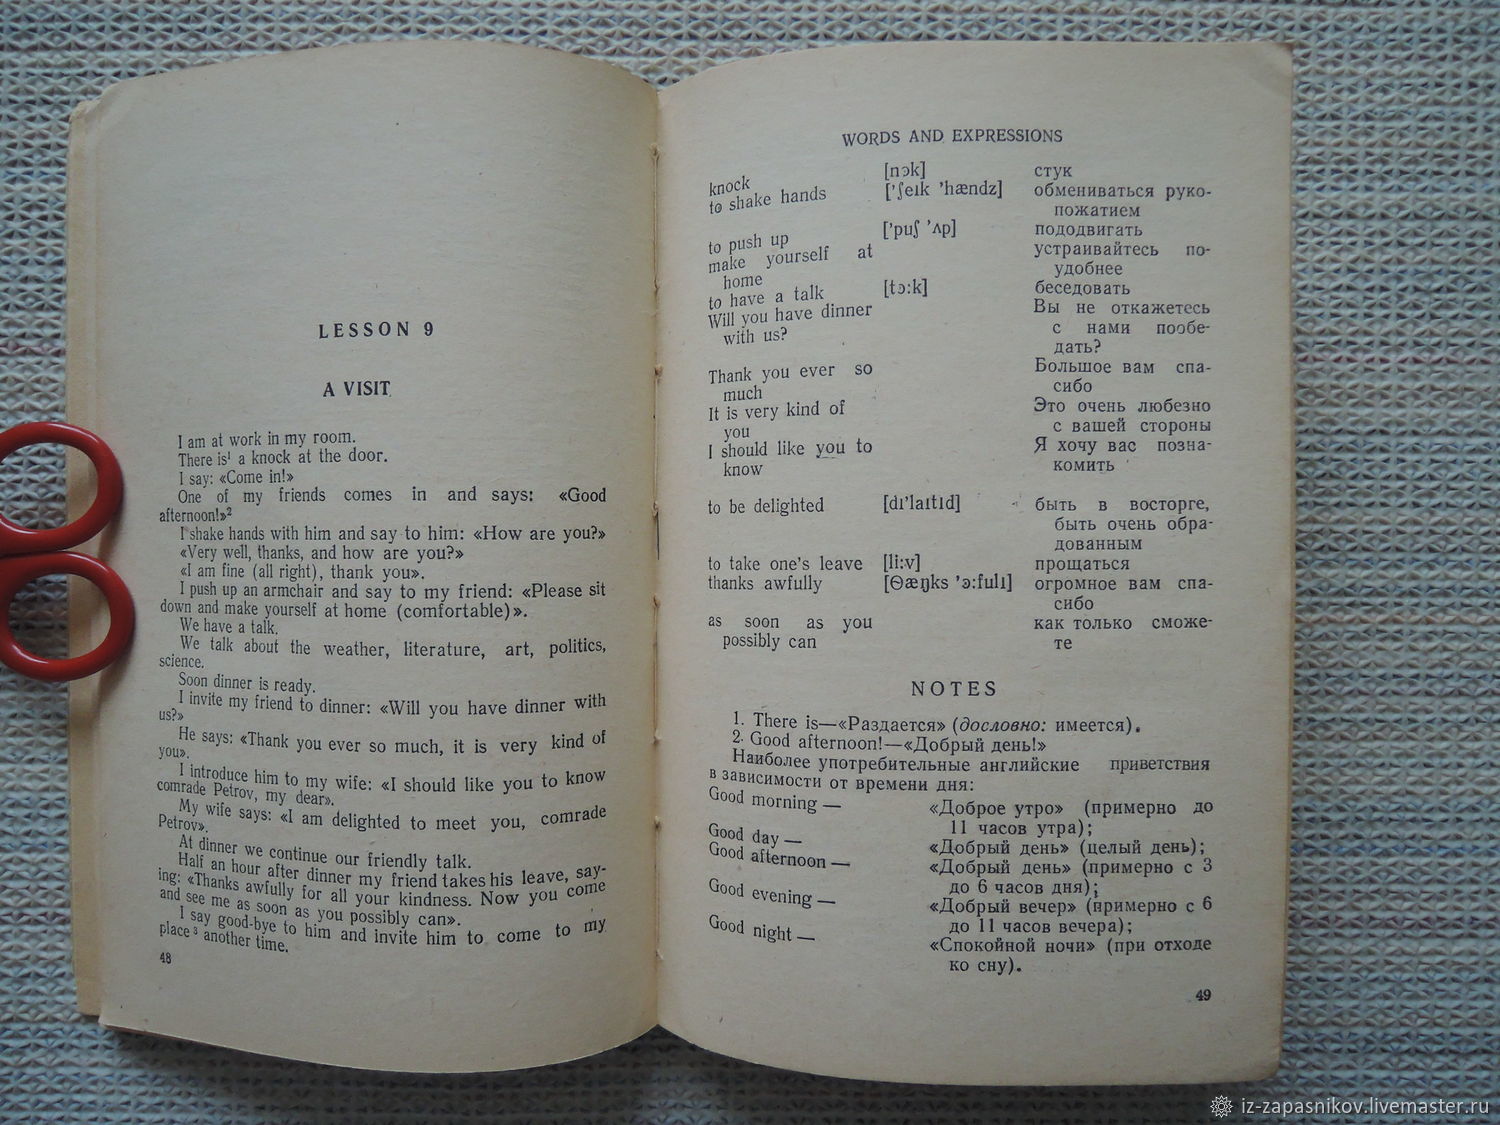 LESSON 9
A VISIT
I am at work in my room.
There is¹ a knock at the door.
I say: «Come in!»
One of my friends comes in and says: «Good
afternoon!»²
I shake hands with him and say to him: «How are you?»
«Very well, thanks, and how are you?»
«I am fine (all right), thank you».
I push up an armchair and say to my friend: «Please sit
down and make yourself at home (comfortable)».
We have a talk.
We talk about the weather, literature, art, politics,
science.
Soon dinner is ready.
I invite my friend to dinner: «Will you have dinner with
us?»
He says: «Thank you ever so much, it is very kind of
you».
I introduce him to my wife: «I should like you to know
comrade Petrov, my dear».
My wife says: «I am delighted to meet you, comrade
Petrov».
At dinner we continue our friendly talk.
Half an hour after dinner my friend takes his leave, say-
ing: «Thanks awfully for all your kindness. Now you come
and see me as soon as you possibly can».
I say good-bye to him and invite him to come to my
place³ another time.
48
WORDS AND EXPRESSIONS
knock [nɔk] стук
to shake hands ['ʃeık 'hændz] обмениваться руко-
пожатием
to push up ['puʃ 'ʌp] пододвигать
make yourself at устраивайтесь по-
home удобнее
to have a talk [tɔ:k] беседовать
Will you have dinner Вы не откажетесь
with us? с нами пообе-
дать?
Thank you ever so Большое вам спа-
much сибо
It is very kind of Это очень любезно
you с вашей стороны
I should like you to Я хочу вас позна-
know комить
to be delighted [dı'laıtıd] быть в восторге,
быть очень обра-
дованным
to take one's leave [li:v] прощаться
thanks awfully [Θæŋks 'ɔ:fulı] огромное вам спа-
сибо
as soon as you как только сможе-
possibly can те
NOTES
1. There is—«Раздается» (дословно: имеется).
2. Good afternoon!—«Добрый день!»
Наиболее употребительные английские приветствия
в зависимости от времени дня:
Good morning — «Доброе утро» (примерно до
11 часов утра);
Good day — «Добрый день» (целый день);
Good afternoon — «Добрый день» (примерно с 3
до 6 часов дня);
Good evening — «Добрый вечер» (примерно с 6
до 11 часов вечера);
Good night — «Спокойной ночи» (при отходе
ко сну).
49
iz-zapasnikov.livemaster.ru